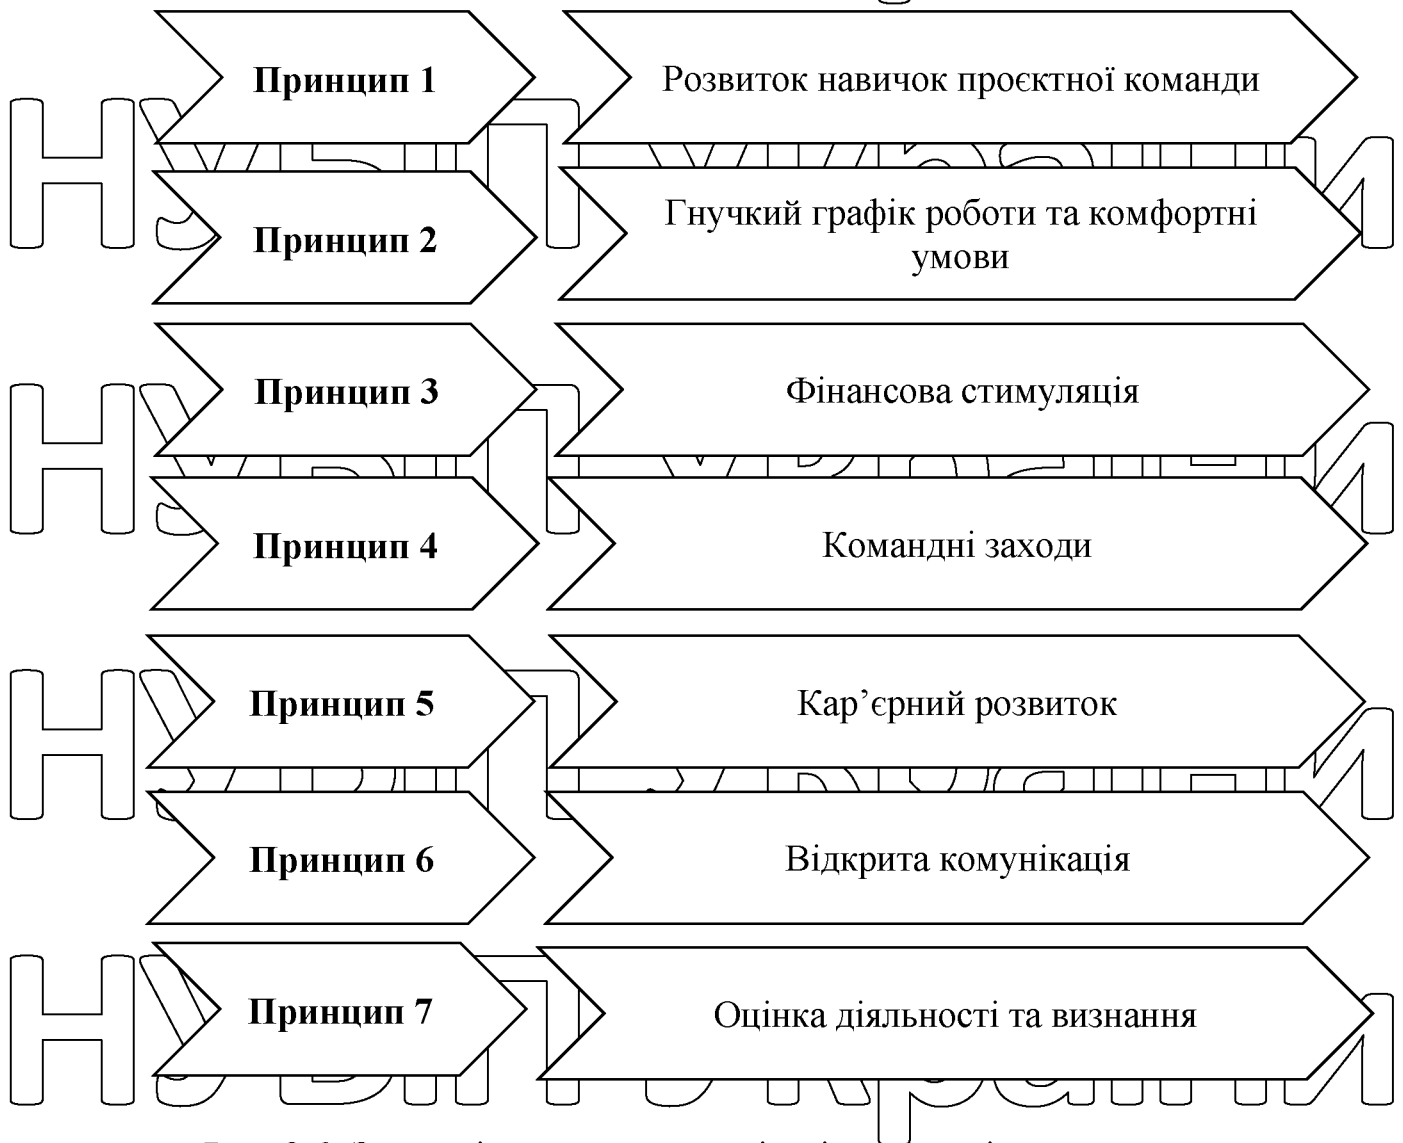 Принцип 1
Розвиток навичок проєктної команди
Принцип 2
Гнучкий графік роботи та комфортні
умови
Принцип 3
Фінансова стимуляція
Принцип 4
Командні заходи
Принцип 5
Кар’єрний розвиток
Принцип 6
Відкрита комунікація
Принцип 7
Оцінка діяльності та визнання